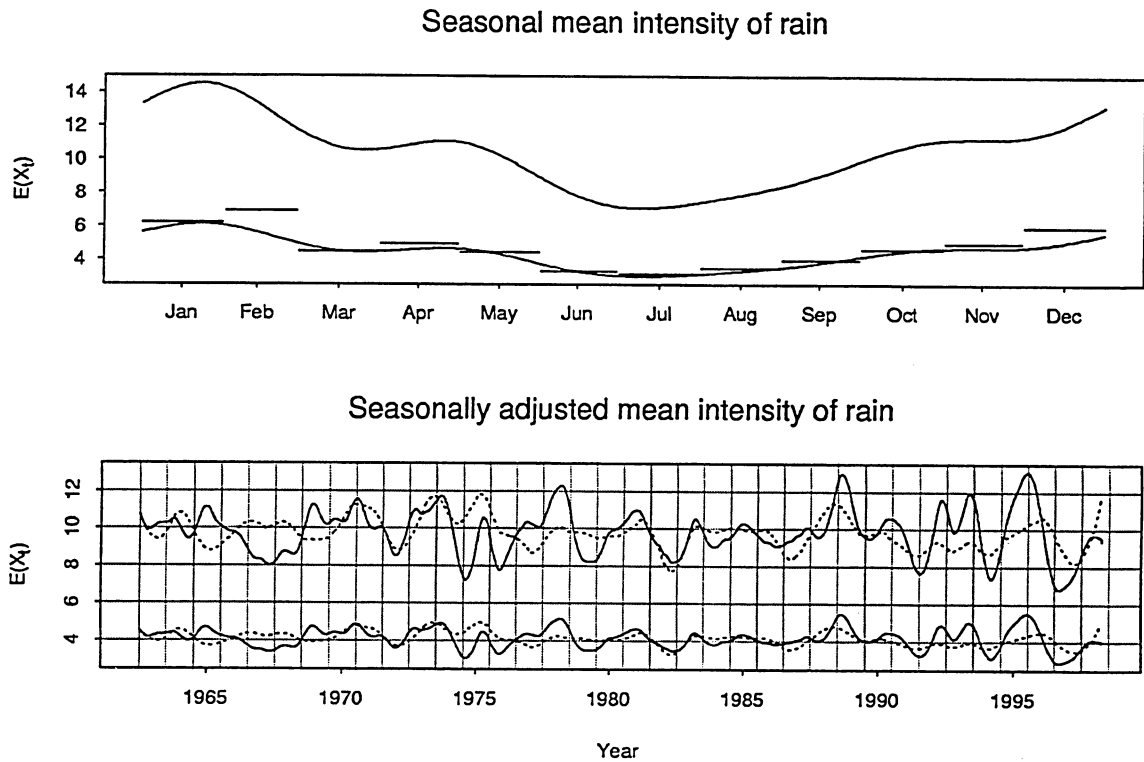 Seasonal mean intensity of rain
14
12
10
8
6
4
E(Xt)
Jan Feb Mar Apr May Jun Jul Aug Sep Oct Nov Dec
Seasonally adjusted mean intensity of rain
12
10
8
6
4
E(Xt)
1965 1970 1975 1980 1985 1990 1995
Year